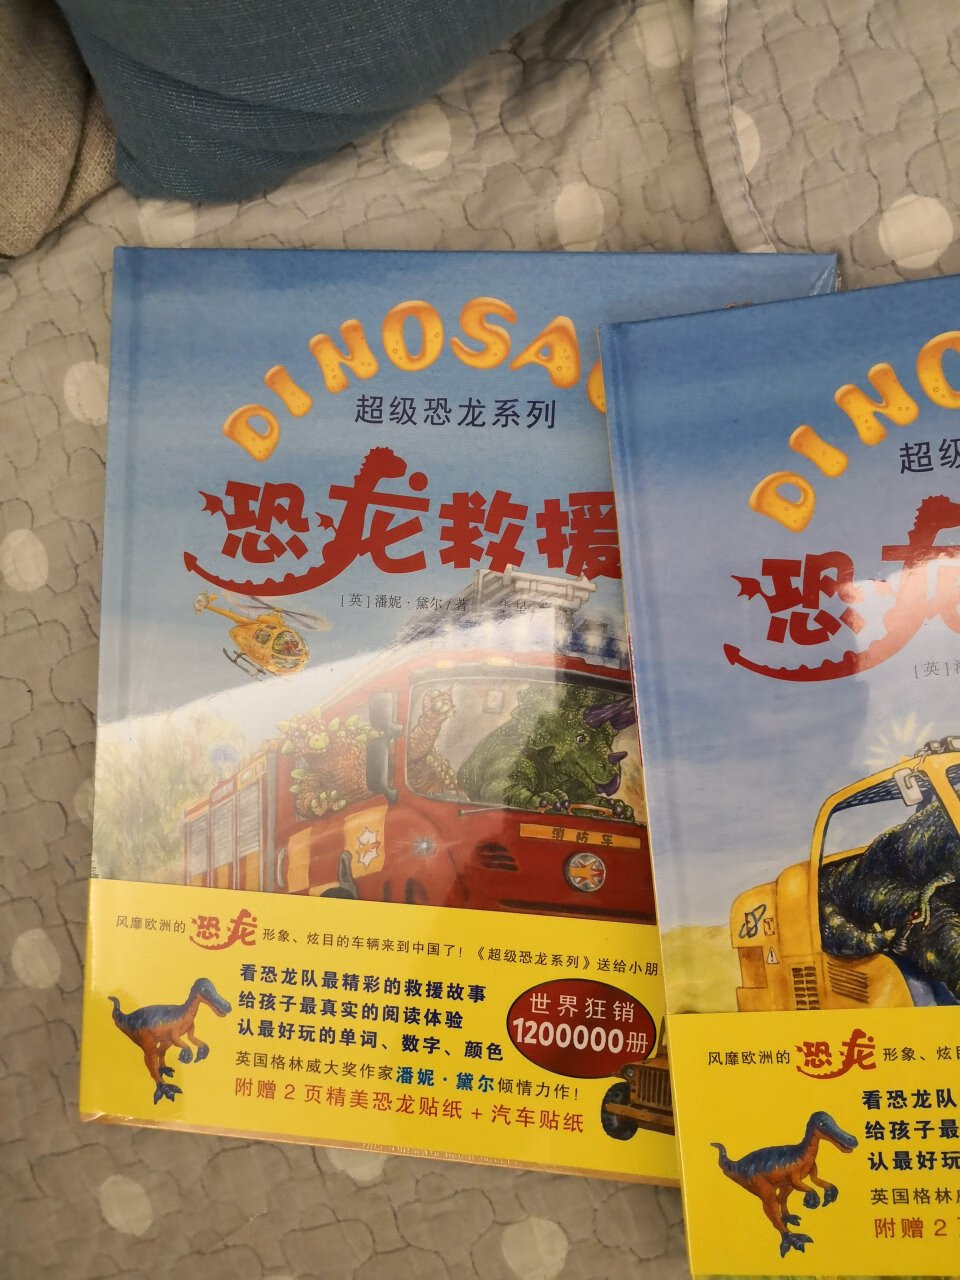 DINOSA
超级恐龙系列
恐龙救援
[英]潘妮·黛尔/著
消防车
风靡欧洲的恐龙形象、炫目的车辆来到中国了!《超级恐龙系列》送给小朋
看恐龙队最精彩的救援故事
给孩子最真实的阅读体验
认最好玩的单词、数字、颜色
世界狂销
1200000册
英国格林威大奖作家潘妮·黛尔倾情力作!
附赠2页精美恐龙贴纸+汽车贴纸
DINO
超级
恐龙
[英]
风靡欧洲的恐龙形象、炫
看恐龙队
给孩子最
认最好玩
英国格林
附赠2